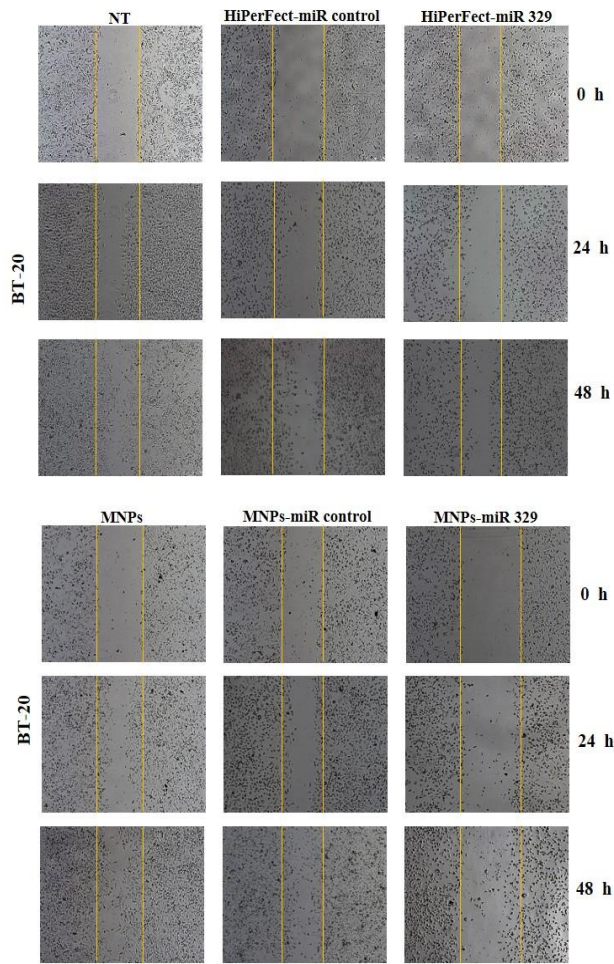 NT HiPerFect-miR control HiPerFect-miR 329
0 h
24 h
BT-20
48 h
MNPs MNPs-miR control MNPs-miR 329
0 h
24 h
BT-20
48 h